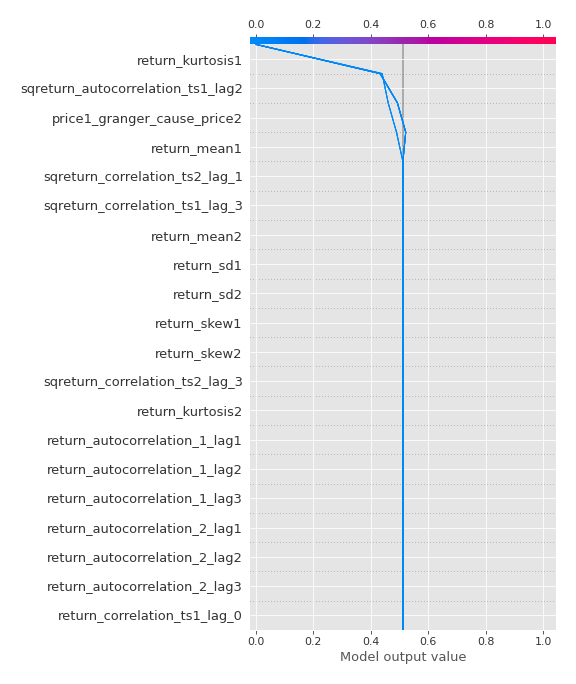 0.0 0.2 0.4 0.6 0.8 1.0
return_kurtosis1
sqreturn_autocorrelation_ts1_lag2
price1_granger_cause_price2
return_mean1
sqreturn_correlation_ts2_lag_1
sqreturn_correlation_ts1_lag_3
return_mean2
return_sd1
return_sd2
return_skew1
return_skew2
sqreturn_correlation_ts2_lag_3
return_kurtosis2
return_autocorrelation_1_lag1
return_autocorrelation_1_lag2
return_autocorrelation_1_lag3
return_autocorrelation_2_lag1
return_autocorrelation_2_lag2
return_autocorrelation_2_lag3
return_correlation_ts1_lag_0
0.0 0.2 0.4 0.6 0.8 1.0
Model output value